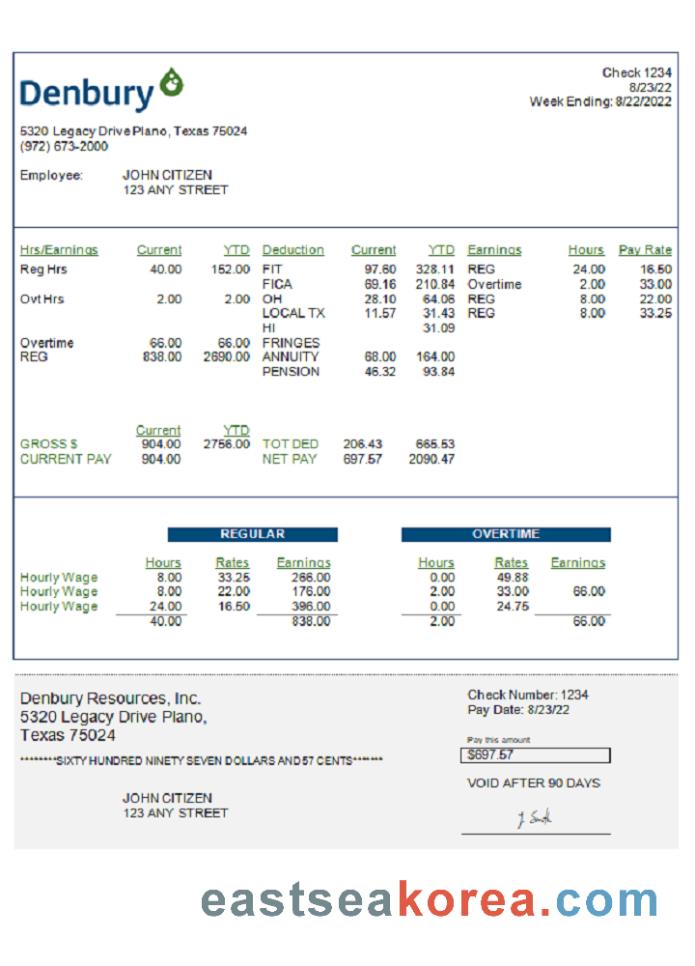 Denbury
Check 1234
8/23/22
Week Ending: 8/22/2022
5320 Legacy Drive Plano, Texas 75024
(972) 673-2000
Employee: JOHN CITIZEN
123 ANY STREET
Hrs/Earnings Current YTD Deduction Current YTD Earnings Hours Pay Rate
Reg Hrs 40.00 152.00 FIT 97.60 328.11 REG 24.00 16.50
FICA 69.16 210.84 Overtime 2.00 33.00
Ovt Hrs 2.00 2.00 OH 28.10 64.06 REG 8.00 22.00
LOCAL TX 11.57 31.43 REG 8.00 33.25
HI 31.09
Overtime 66.00 66.00 FRINGES
REG 838.00 2690.00 ANNUITY 68.00 164.00
PENSION 46.32 93.84
Current YTD
GROSS $ 904.00 2756.00 TOT DED 206.43 665.53
CURRENT PAY 904.00 NET PAY 697.57 2090.47
REGULAR OVERTIME
Hours Rates Earnings Hours Rates Earnings
Hourly Wage 8.00 33.25 266.00 0.00 49.88
Hourly Wage 8.00 22.00 176.00 2.00 33.00 66.00
Hourly Wage 24.00 16.50 396.00 0.00 24.75
40.00 838.00 2.00 66.00
Denbury Resources, Inc.
5320 Legacy Drive Plano,
Texas 75024
Check Number: 1234
Pay Date: 8/23/22
Pay this amount
$697.57
********SIXTY HUNDRED NINETY SEVEN DOLLARS AND 57 CENTS*******
VOID AFTER 90 DAYS
JOHN CITIZEN
123 ANY STREET
J. Smith
eastseakorea.com